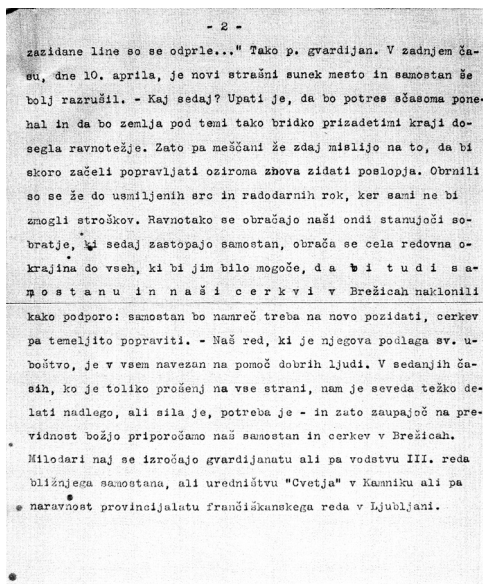 - 2 -
zazidane line so se odprle..." Tako p. gvardijan. V zadnjem ča-
su, dne 10. aprila, je novi strašni sunek mesto in samostan še
bolj razrušil. - Kaj sedaj? Upati je, da bo potres sčasoma pone-
hal in da bo zemlja pod temi tako bridko prizadetimi kraji do-
segla ravnotežje. Zato pa meščani že zdaj mislijo na to, da bi
skoro začeli popravljati oziroma znova zidati poslopja. Obrnili
so se že do usmiljenih src in radodarnih rok, ker sami ne bi
zmogli stroškov. Ravnotako se obračajo naši ondi stanujoči so-
bratje, ki sedaj zastopajo samostan, obrača se cela redovna o-
krajina do vseh, ki bi jim bilo mogoče, d a b i t u d i s a-
m o s t a n u i n n a š i c e r k v i v Brežicah naklonili
kako podporo: samostan bo namreč treba na novo pozidati, cerkev
pa temeljito popraviti. - Naš red, ki je njegova podlaga sv. u-
boštvo, je v vsem navezan na pomoč dobrih ljudi. V sedanjih ča-
sih, ko je toliko prošenj na vse strani, nam je seveda težko de-
lati nadlego, ali sila je, potreba je - in zato zaupajoč na pre-
vidnost božjo priporočamo naš samostan in cerkev v Brežicah.
Milodari naj se izročajo gvardijanatu ali pa vodstvu III. reda
bližnjega samostana, ali uredništvu "Cvetja" v Kamniku ali pa
naravnost provincijalatu frančiškanskega reda v Ljubljani.